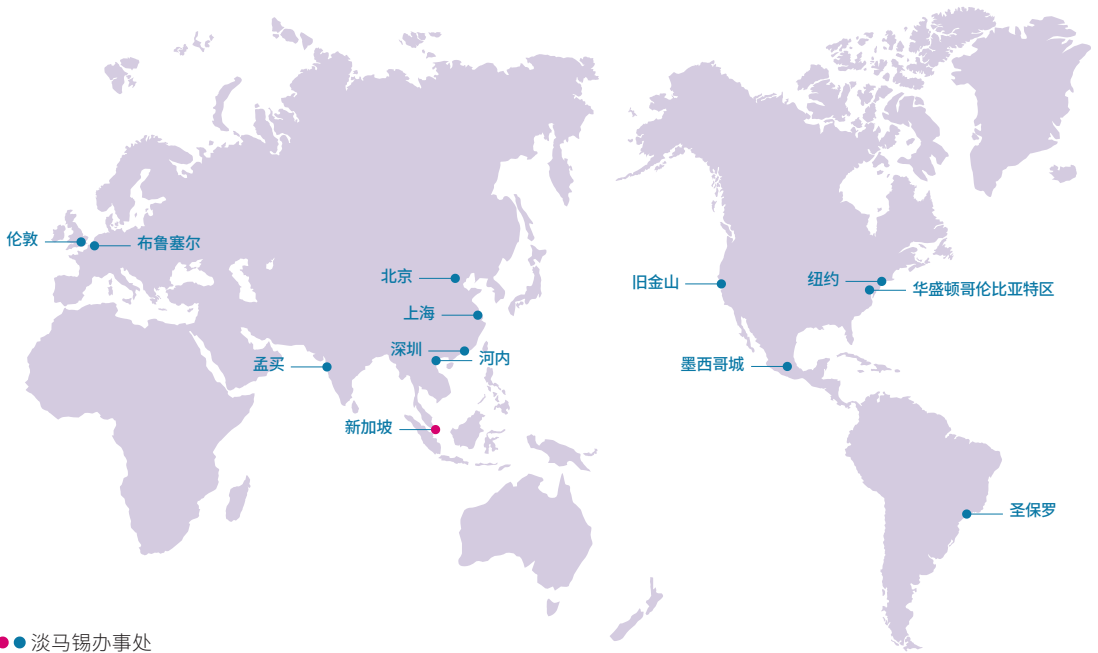 伦敦
布鲁塞尔
北京
上海
深圳
河内
孟买
新加坡
旧金山
纽约
华盛顿哥伦比亚特区
墨西哥城
圣保罗
淡马锡办事处